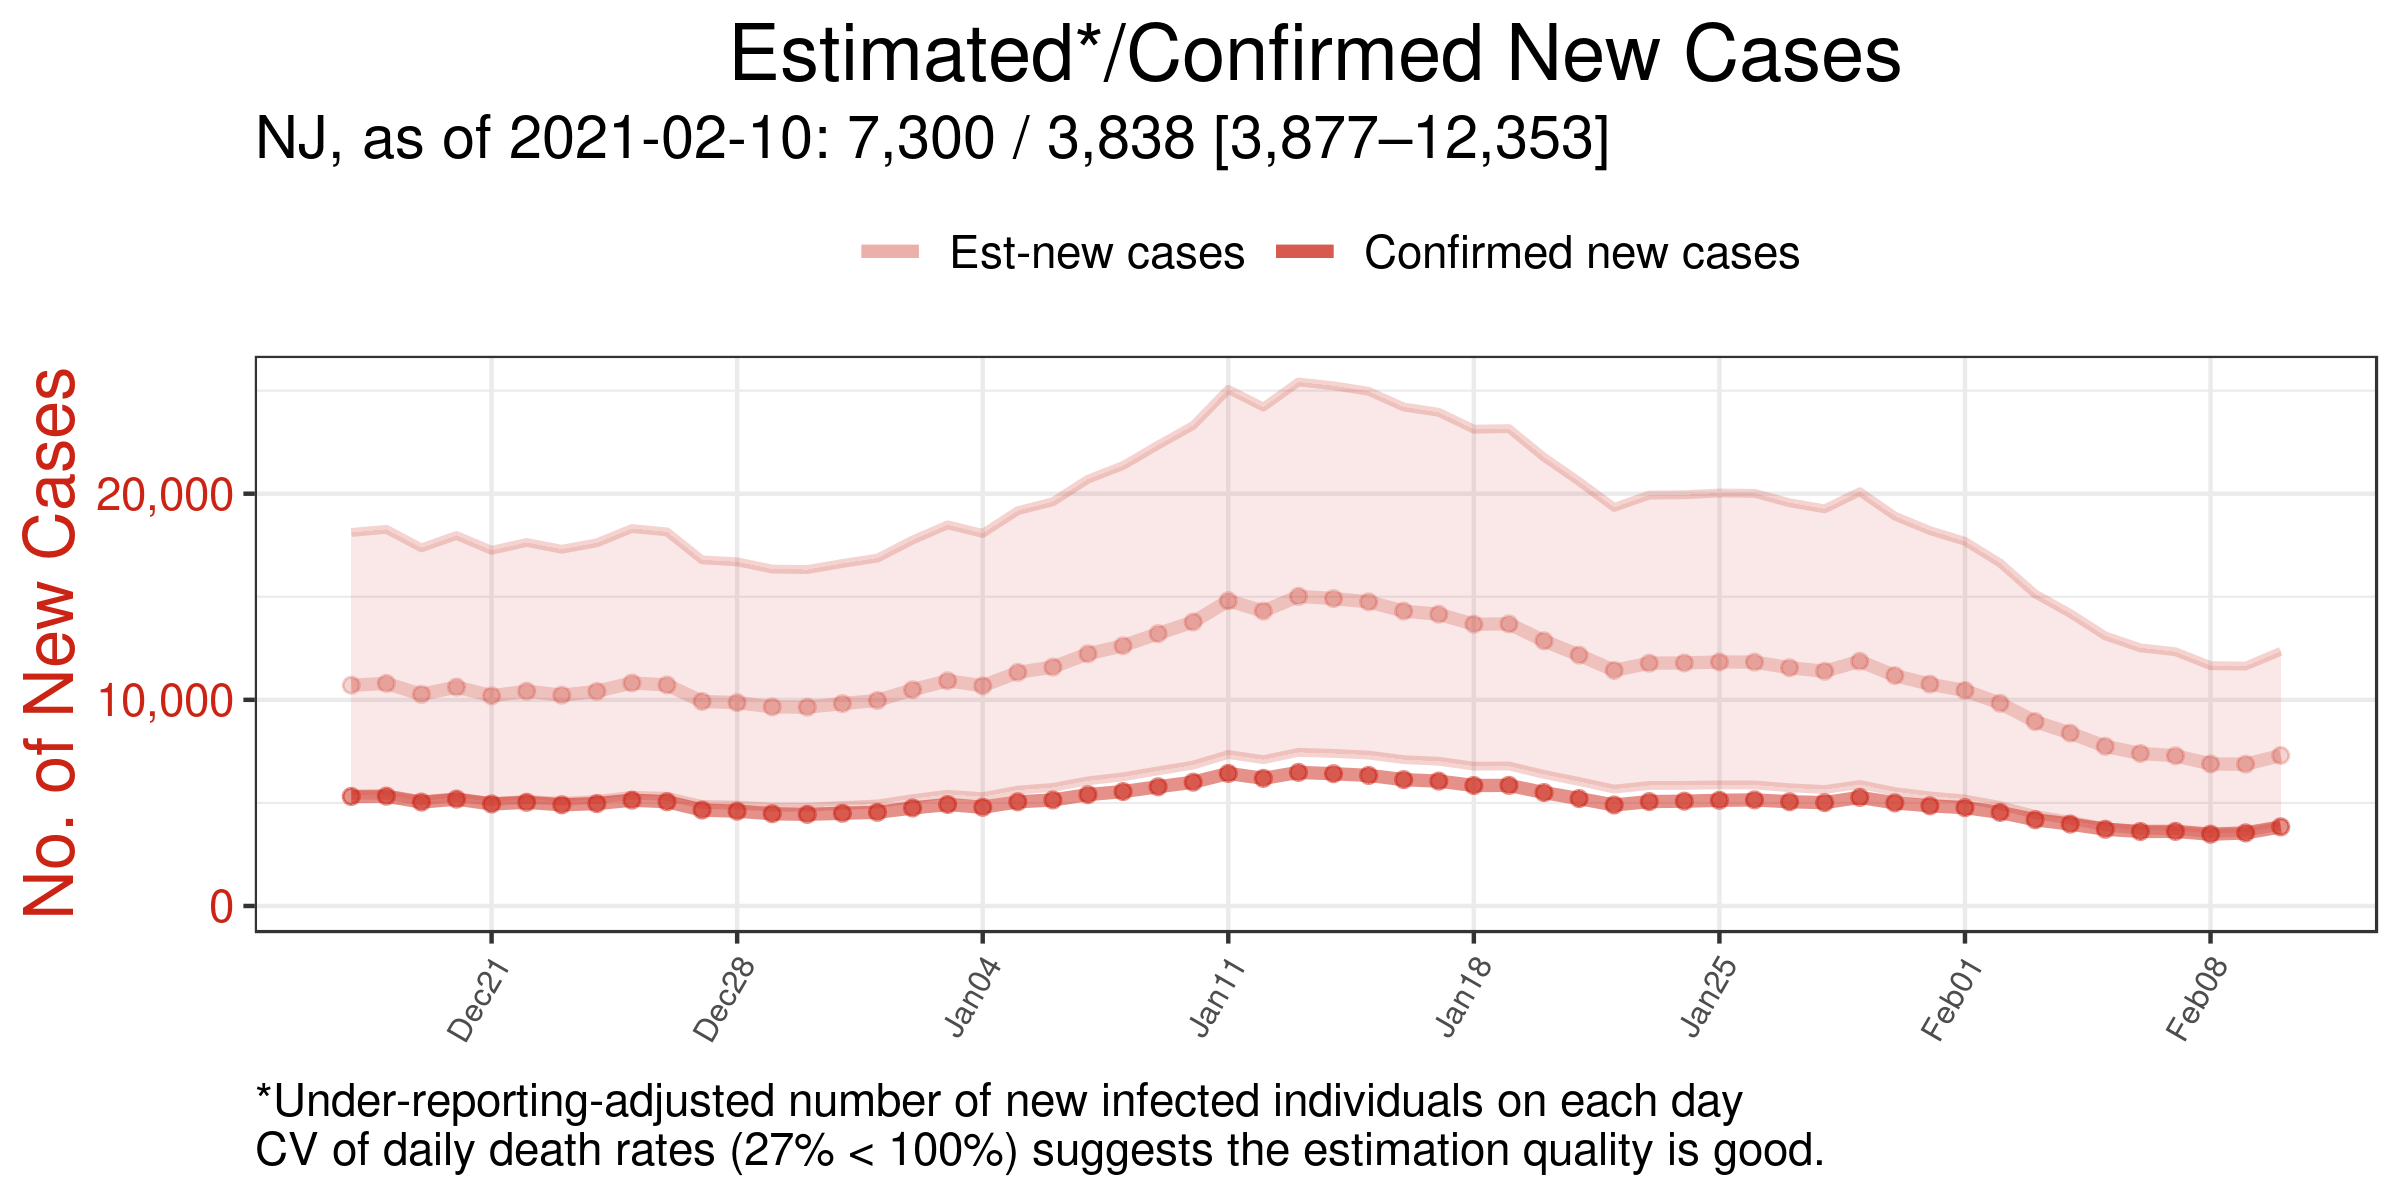 Estimated*/Confirmed New Cases
NJ, as of 2021-02-10: 7,300 / 3,838 [3,877–12,353]
Est-new cases
Confirmed new cases
No. of New Cases
20,000
10,000
0
Dec21
Dec28
Jan04
Jan11
Jan18
Jan25
Feb01
Feb08
*Under-reporting-adjusted number of new infected individuals on each day
CV of daily death rates (27% < 100%) suggests the estimation quality is good.